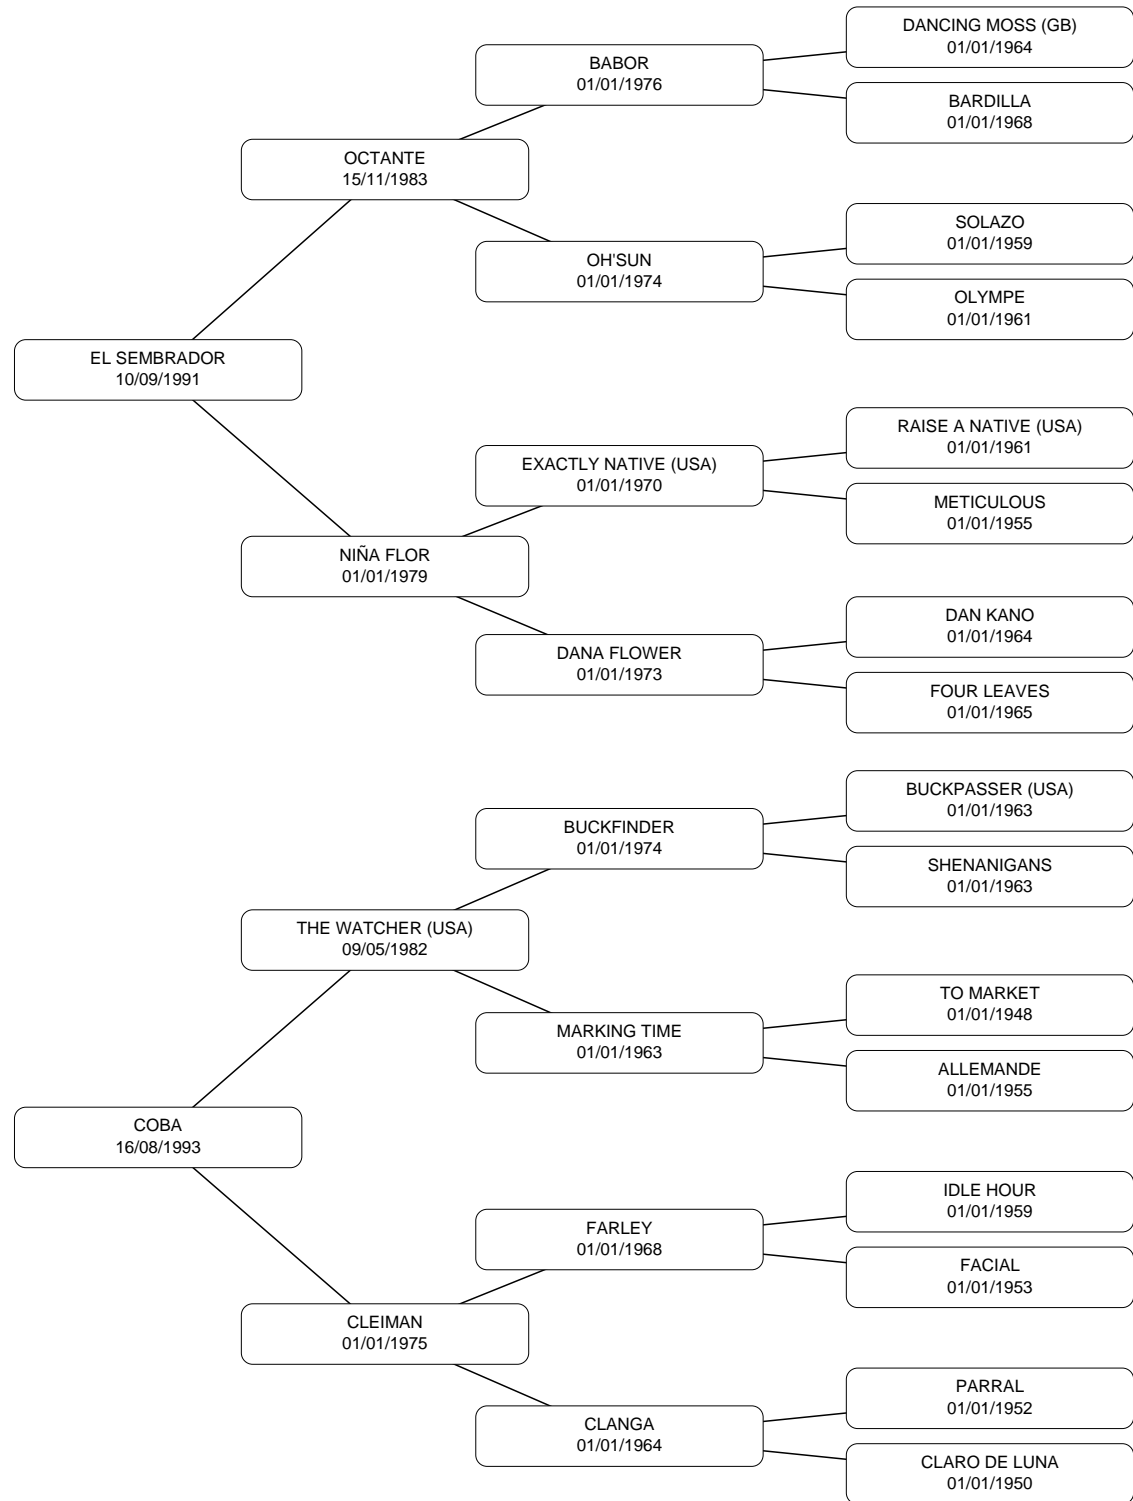 DANCING MOSS (GB)
01/01/1964
BABOR
01/01/1976
BARDILLA
01/01/1968
OCTANTE
15/11/1983
SOLAZO
01/01/1959
OH'SUN
01/01/1974
OLYMPE
01/01/1961
EL SEMBRADOR
10/09/1991
RAISE A NATIVE (USA)
01/01/1961
EXACTLY NATIVE (USA)
01/01/1970
METICULOUS
01/01/1955
NIÑA FLOR
01/01/1979
DAN KANO
01/01/1964
DANA FLOWER
01/01/1973
FOUR LEAVES
01/01/1965
BUCKPASSER (USA)
01/01/1963
BUCKFINDER
01/01/1974
SHENANIGANS
01/01/1963
THE WATCHER (USA)
09/05/1982
TO MARKET
01/01/1948
MARKING TIME
01/01/1963
ALLEMANDE
01/01/1955
COBA
16/08/1993
IDLE HOUR
01/01/1959
FARLEY
01/01/1968
FACIAL
01/01/1953
CLEIMAN
01/01/1975
PARRAL
01/01/1952
CLANGA
01/01/1964
CLARO DE LUNA
01/01/1950